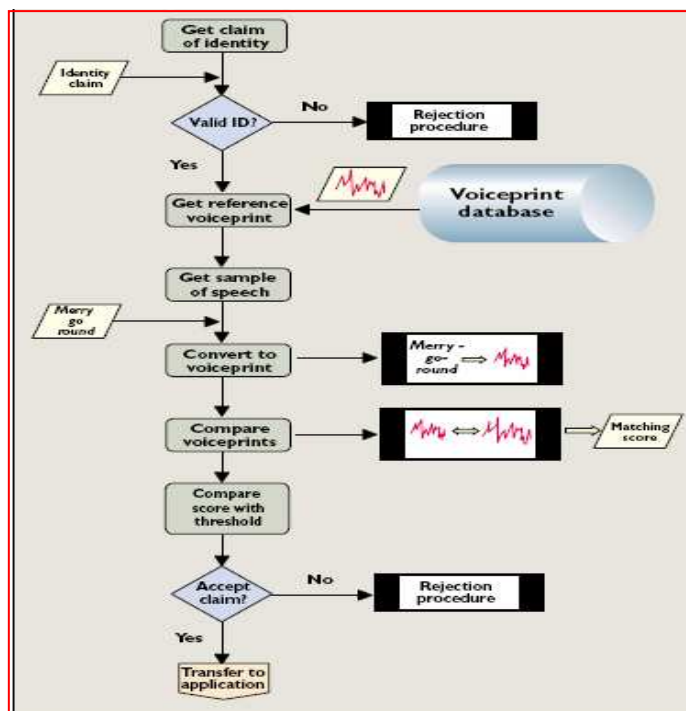 Get claim
of identity
Identity
claim
Valid ID?
No
Rejection
procedure
Yes
Get reference
voiceprint
Voiceprint
database
Get sample
of speech
Merry
go
round
Convert to
voiceprint
Merry -
go-
round
Compare
voiceprints
Matching
score
Compare
score with
threshold
Accept
claim?
No
Rejection
procedure
Yes
Transfer to
application